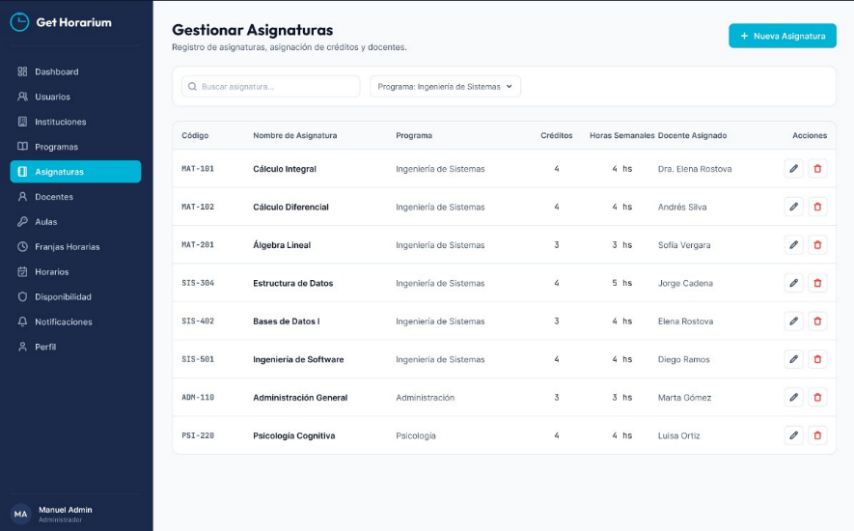 Get Horarium
Dashboard
Usuarios
Instituciones
Programas
Asignaturas
Docentes
Aulas
Franjas Horarias
Horarios
Disponibilidad
Notificaciones
Perfil
MA
Manuel Admin
Administrador
Gestionar Asignaturas
Registro de asignaturas, asignación de créditos y docentes.
+ Nueva Asignatura
Buscar asignatura...
Programa: Ingeniería de Sistemas
Código Nombre de Asignatura Programa Créditos Horas Semanales Docente Asignado Acciones
MAT-101 Cálculo Integral Ingeniería de Sistemas 4 4 hs Dra. Elena Rostova
MAT-102 Cálculo Diferencial Ingeniería de Sistemas 4 4 hs Andrés Silva
MAT-201 Álgebra Lineal Ingeniería de Sistemas 3 3 hs Sofía Vergara
SIS-304 Estructura de Datos Ingeniería de Sistemas 4 5 hs Jorge Cadena
SIS-402 Bases de Datos I Ingeniería de Sistemas 3 4 hs Elena Rostova
SIS-501 Ingeniería de Software Ingeniería de Sistemas 4 4 hs Diego Ramos
ADM-110 Administración General Administración 3 3 hs Marta Gómez
PSI-220 Psicología Cognitiva Psicología 4 4 hs Luisa Ortiz